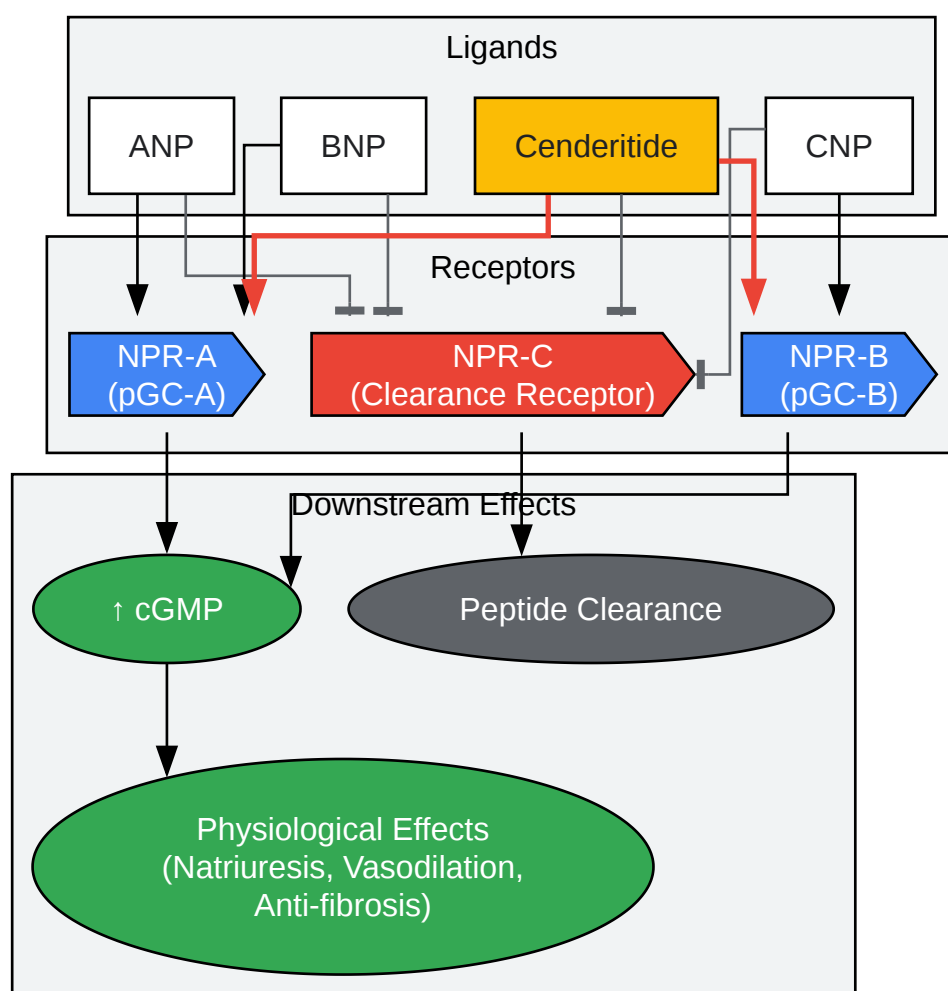 Ligands
ANP
BNP
Cenderitide
CNP
Receptors
NPR-A
(pGC-A)
NPR-C
(Clearance Receptor)
NPR-B
(pGC-B)
Downstream Effects
↑ cGMP
Peptide Clearance
Physiological Effects
(Natriuresis, Vasodilation,
Anti-fibrosis)